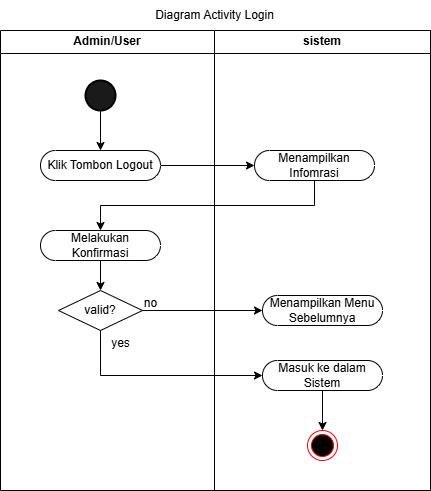 Diagram Activity Login
Admin/User
sistem
Klik Tombon Logout
Menampilkan
Infomrasi
Melakukan
Konfirmasi
valid?
no
Menampilkan Menu
Sebelumnya
yes
Masuk ke dalam
Sistem